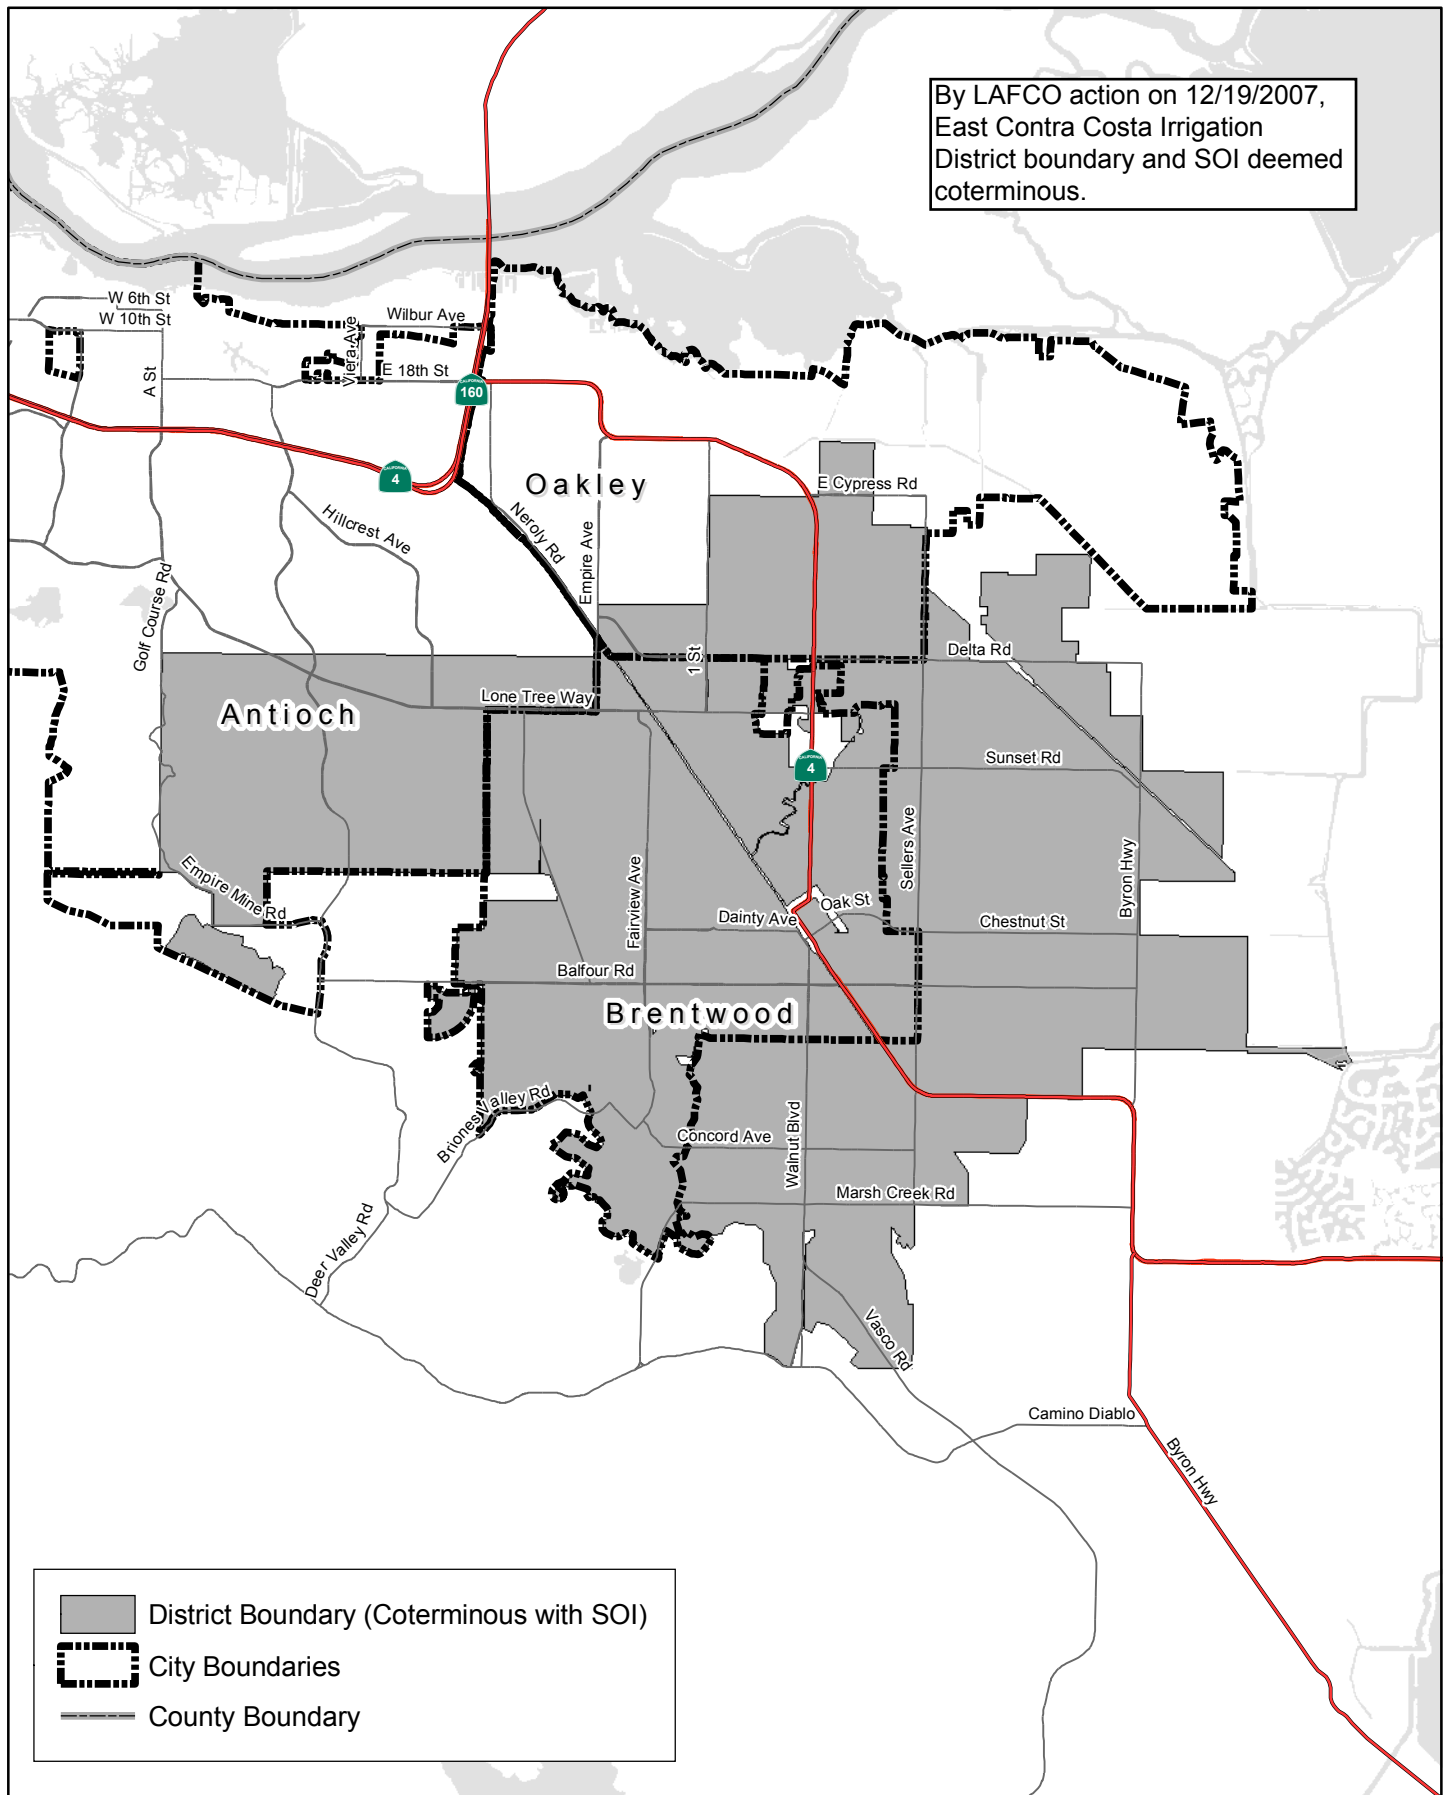 By LAFCO action on 12/19/2007,
East Contra Costa Irrigation
District boundary and SOI deemed
coterminous.
W 6th St
W 10th St
Wilbur Ave
Viera Ave
E 18th St
A St
CALIFORNIA
160
CALIFORNIA
4
Oakley
E Cypress Rd
Hillcrest Ave
Neroly Rd
Empire Ave
Golf Course Rd
1 St
Delta Rd
Lone Tree Way
Antioch
Sunset Rd
CALIFORNIA
4
Sellers Ave
Byron Hwy
Empire Mine Rd
Fairview Ave
Dainty Ave
Oak St
Chestnut St
Balfour Rd
Brentwood
Briones Valley Rd
Concord Ave
Walnut Blvd
Marsh Creek Rd
Deer Valley Rd
Vasco Rd
Camino Diablo
Byron Hwy
District Boundary (Coterminous with SOI)
City Boundaries
County Boundary